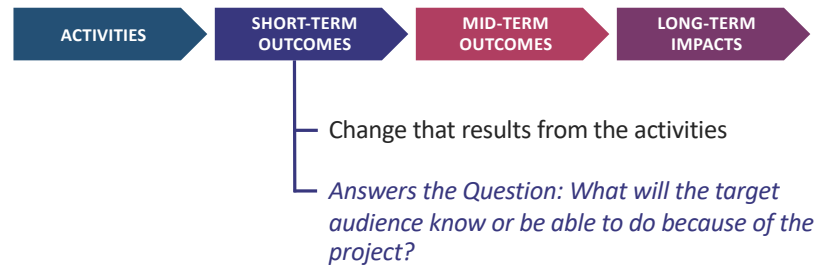 ACTIVITIES
SHORT-TERM
OUTCOMES
MID-TERM
OUTCOMES
LONG-TERM
IMPACTS
Change that results from the activities
Answers the Question: What will the target
audience know or be able to do because of the
project?